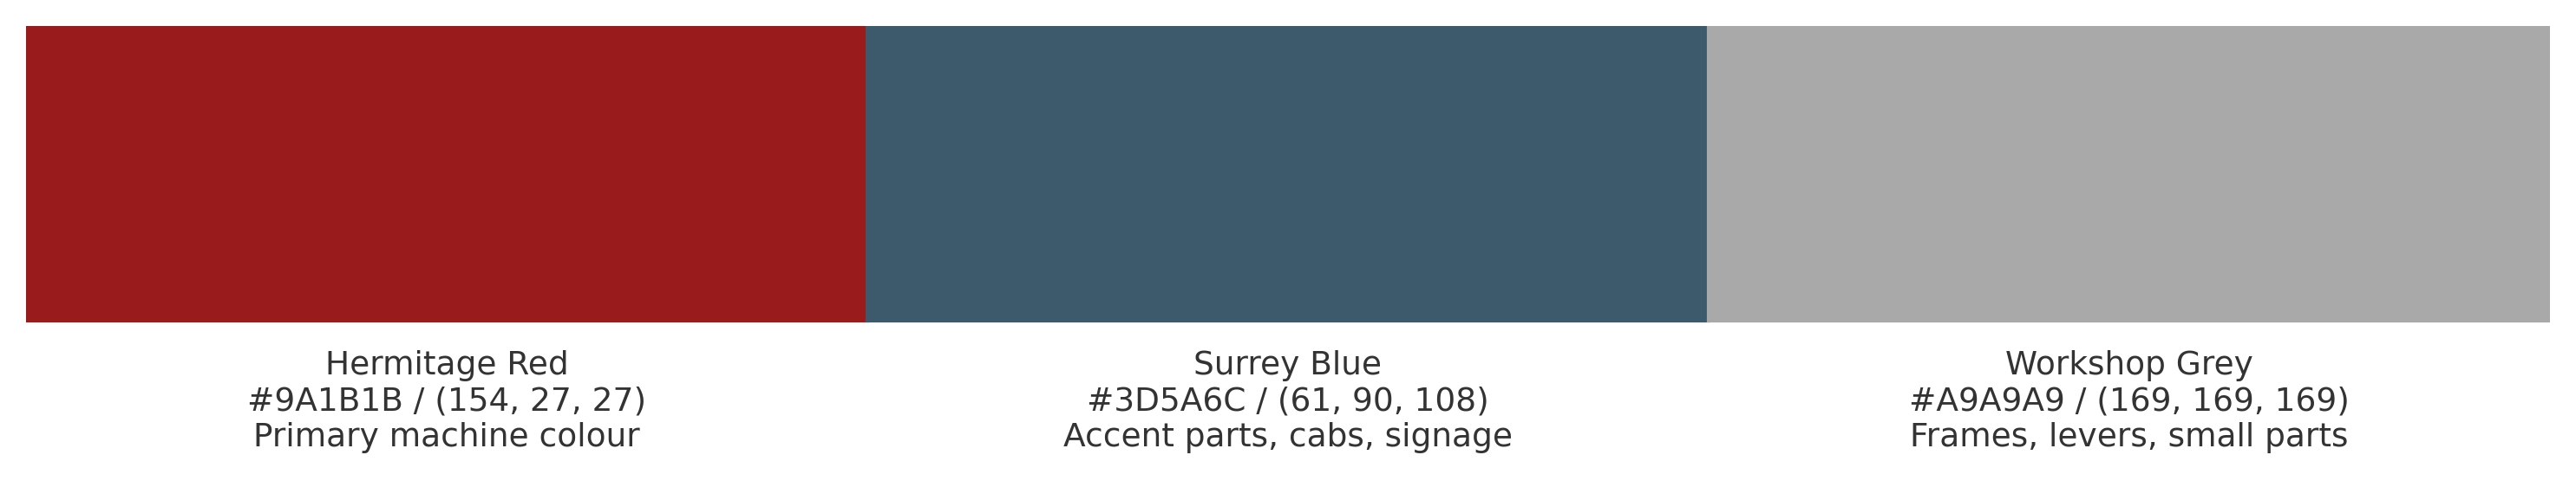 Hermitage Red
#9A1B1B / (154, 27, 27)
Primary machine colour
Surrey Blue
#3D5A6C / (61, 90, 108)
Accent parts, cabs, signage
Workshop Grey
#A9A9A9 / (169, 169, 169)
Frames, levers, small parts